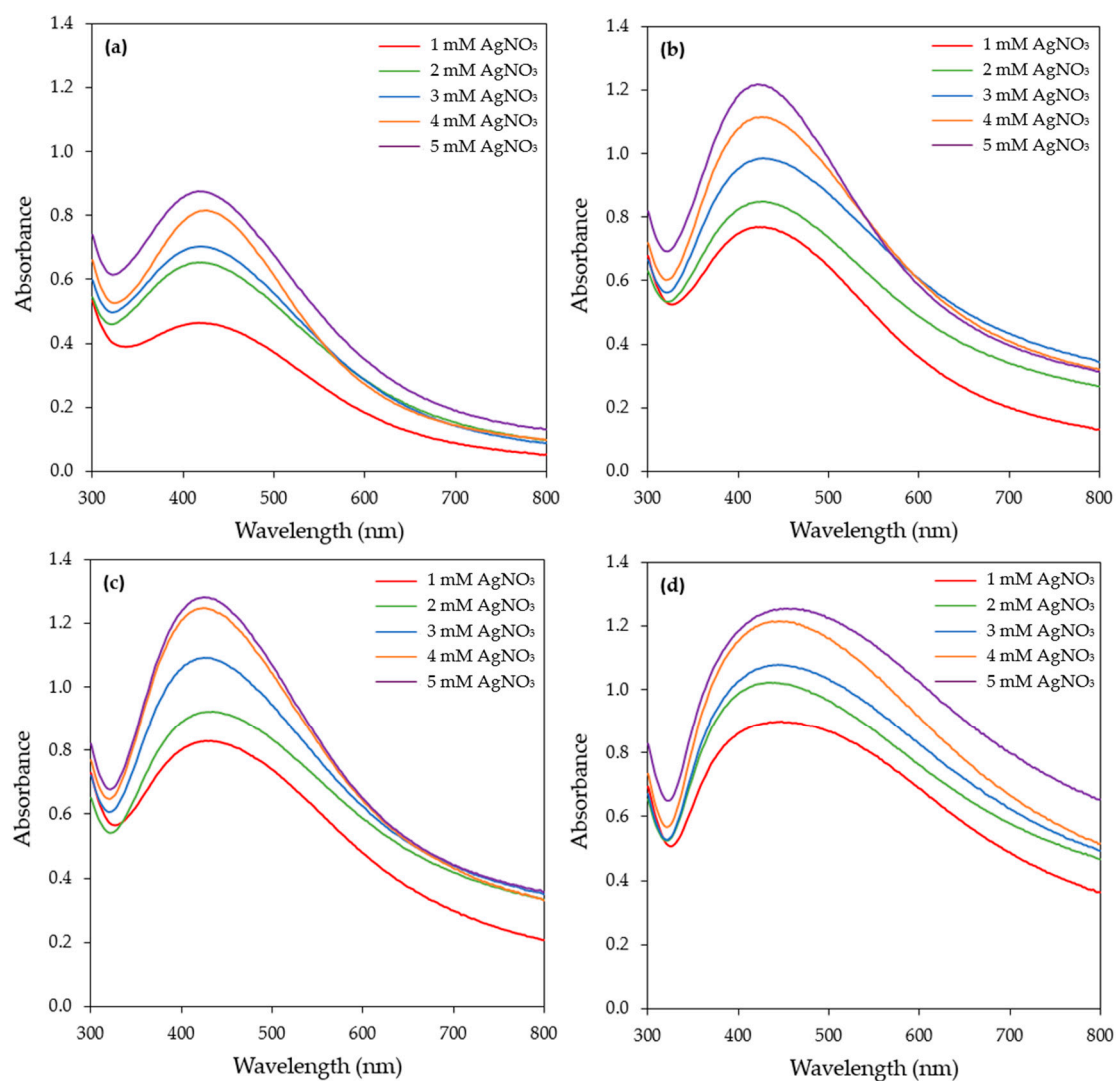 (a)
1 mM AgNO₃
2 mM AgNO₃
3 mM AgNO₃
4 mM AgNO₃
5 mM AgNO₃
Absorbance
1.4
1.2
1.0
0.8
0.6
0.4
0.2
0.0
300 400 500 600 700 800
Wavelength (nm)
(b)
1 mM AgNO₃
2 mM AgNO₃
3 mM AgNO₃
4 mM AgNO₃
5 mM AgNO₃
Absorbance
1.4
1.2
1.0
0.8
0.6
0.4
0.2
0.0
300 400 500 600 700 800
Wavelength (nm)
(c)
1 mM AgNO₃
2 mM AgNO₃
3 mM AgNO₃
4 mM AgNO₃
5 mM AgNO₃
Absorbance
1.4
1.2
1.0
0.8
0.6
0.4
0.2
0.0
300 400 500 600 700 800
Wavelength (nm)
(d)
1 mM AgNO₃
2 mM AgNO₃
3 mM AgNO₃
4 mM AgNO₃
5 mM AgNO₃
Absorbance
1.4
1.2
1.0
0.8
0.6
0.4
0.2
0.0
300 400 500 600 700 800
Wavelength (nm)